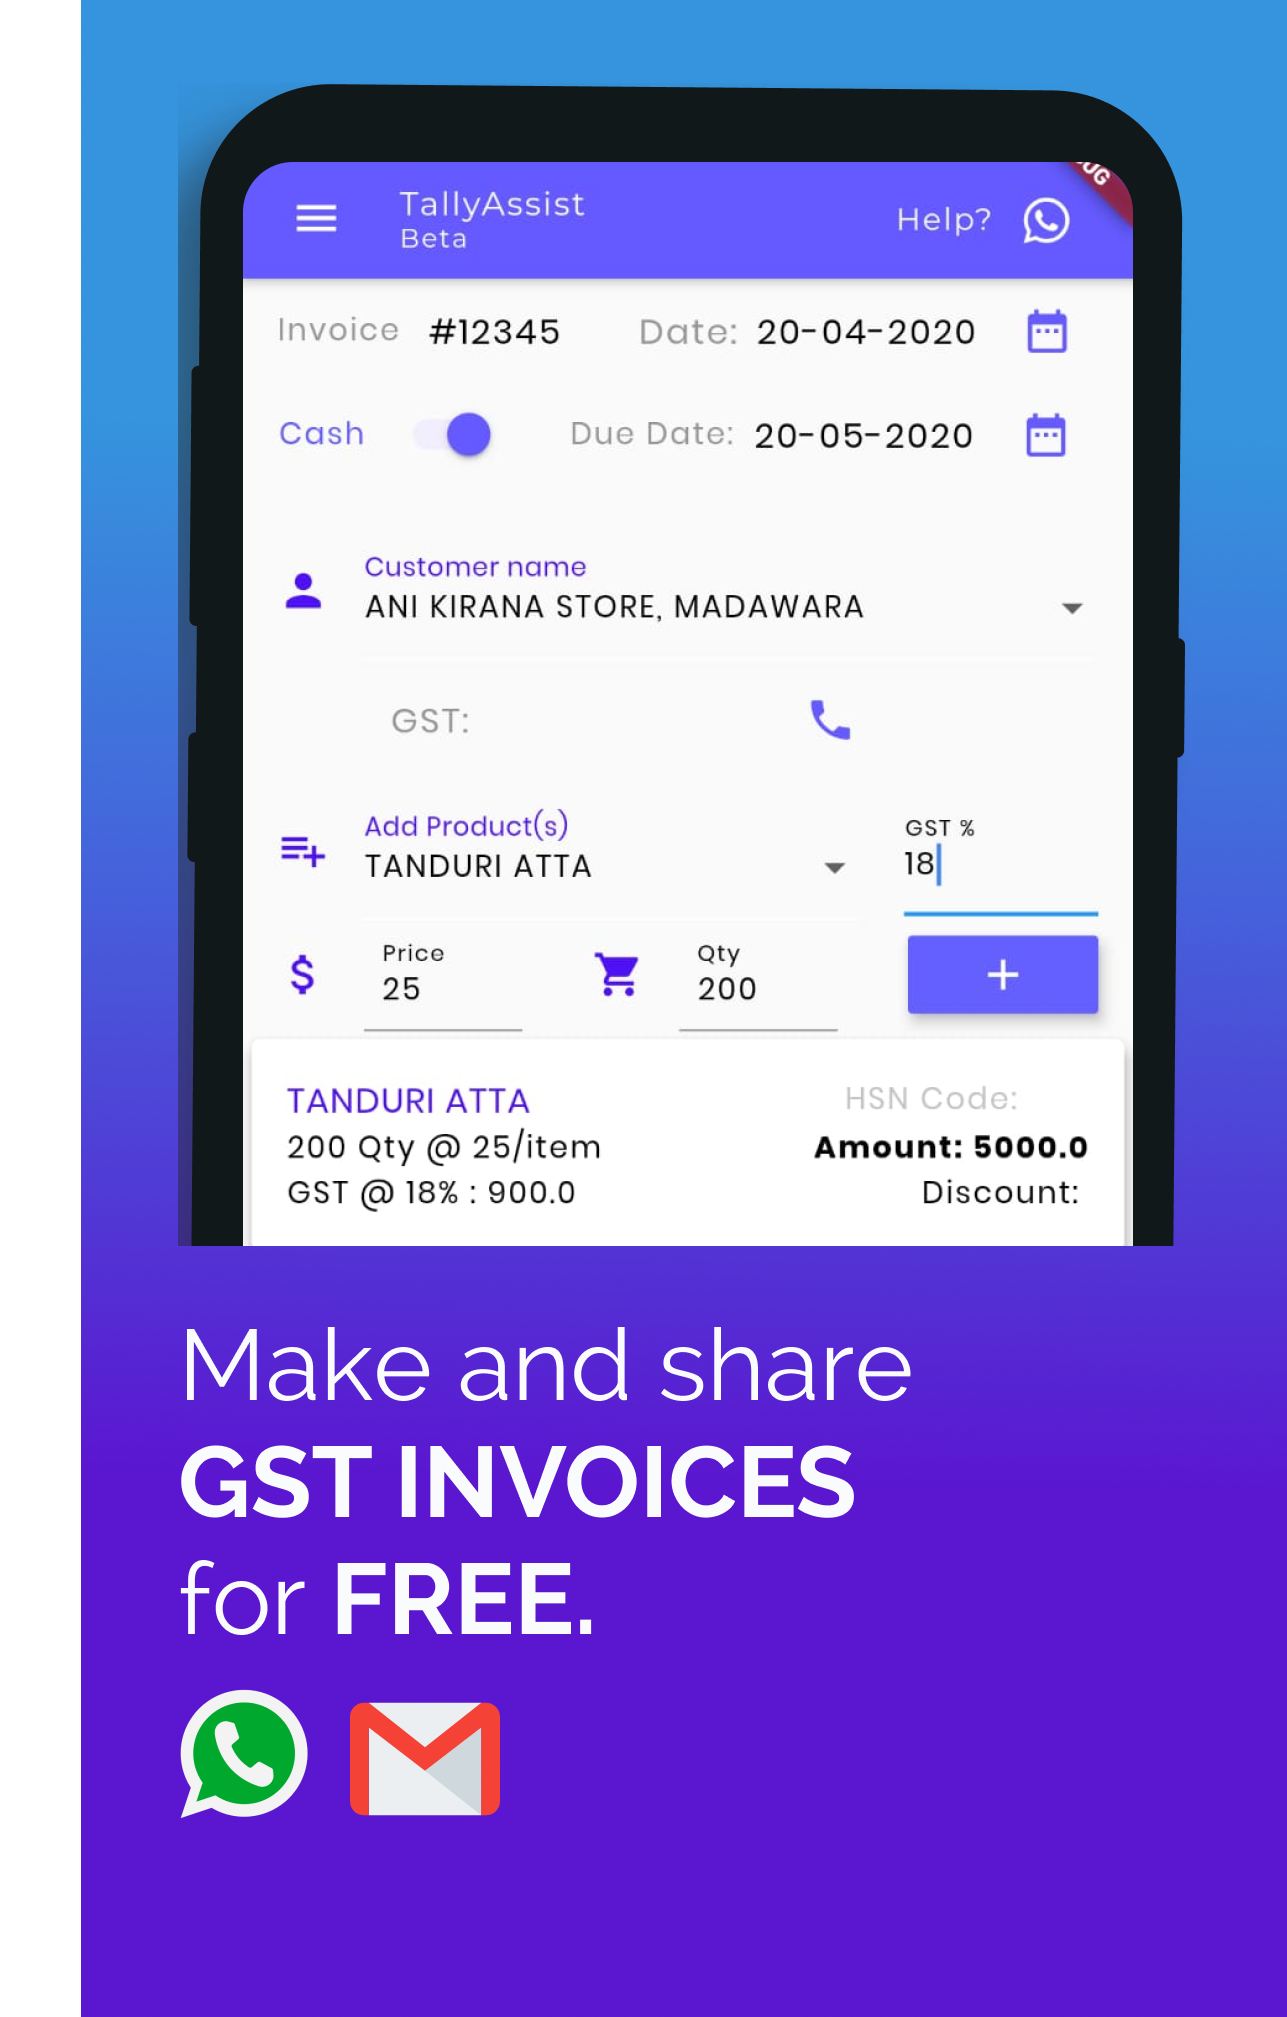 TallyAssist
Beta
Help?
Invoice #12345 Date: 20-04-2020
Cash Due Date: 20-05-2020
Customer name
ANI KIRANA STORE, MADAWARA
GST:
Add Product(s) GST %
TANDURI ATTA 18
Price Qty
$ 25 200 +
TANDURI ATTA HSN Code:
200 Qty @ 25/item Amount: 5000.0
GST @ 18% : 900.0 Discount:
Make and share
GST INVOICES
for FREE.